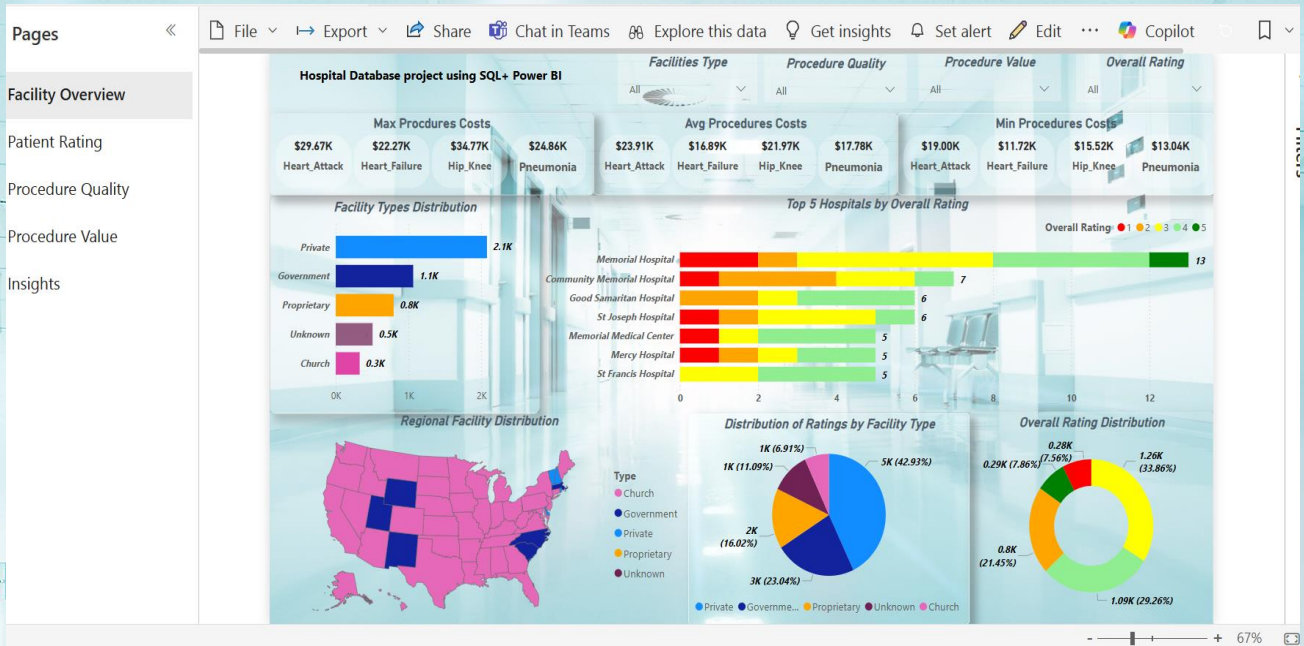 Pages
File
Export
Share
Chat in Teams
Explore this data
Get insights
Set alert
Edit
Copilot
Facility Overview
Patient Rating
Procedure Quality
Procedure Value
Insights
Hospital Database project using SQL+ Power BI
Facilities Type
Procedure Quality
Procedure Value
Overall Rating
All
All
All
All
Max Procdures Costs
$29.67K
$22.27K
$34.77K
$24.86K
Heart_Attack
Heart_Failure
Hip_Knee
Pneumonia
Avg Procedures Costs
$23.91K
$16.89K
$21.97K
$17.78K
Heart_Attack
Heart_Failure
Hip_Knee
Pneumonia
Min Procedures Costs
$19.00K
$11.72K
$15.52K
$13.04K
Heart_Attack
Heart_Failure
Hip_Knee
Pneumonia
Facility Types Distribution
Private 2.1K
Government 1.1K
Proprietary 0.8K
Unknown 0.5K
Church 0.3K
0K 1K 2K
Top 5 Hospitals by Overall Rating
Overall Rating 1 2 3 4 5
Memorial Hospital 13
Community Memorial Hospital 7
Good Samaritan Hospital 6
St Joseph Hospital 6
Memorial Medical Center 5
Mercy Hospital 5
St Francis Hospital 5
0 2 4 6 8 10 12
Regional Facility Distribution
Type
Church
Government
Private
Proprietary
Unknown
Distribution of Ratings by Facility Type
1K (6.91%)
5K (42.93%)
1K (11.09%)
2K
(16.02%)
3K (23.04%)
Private Governme... Proprietary Unknown Church
Overall Rating Distribution
0.28K
(7.56%)
0.29K (7.86%)
1.26K
(33.86%)
0.8K
(21.45%)
1.09K (29.26%)
- + 67%